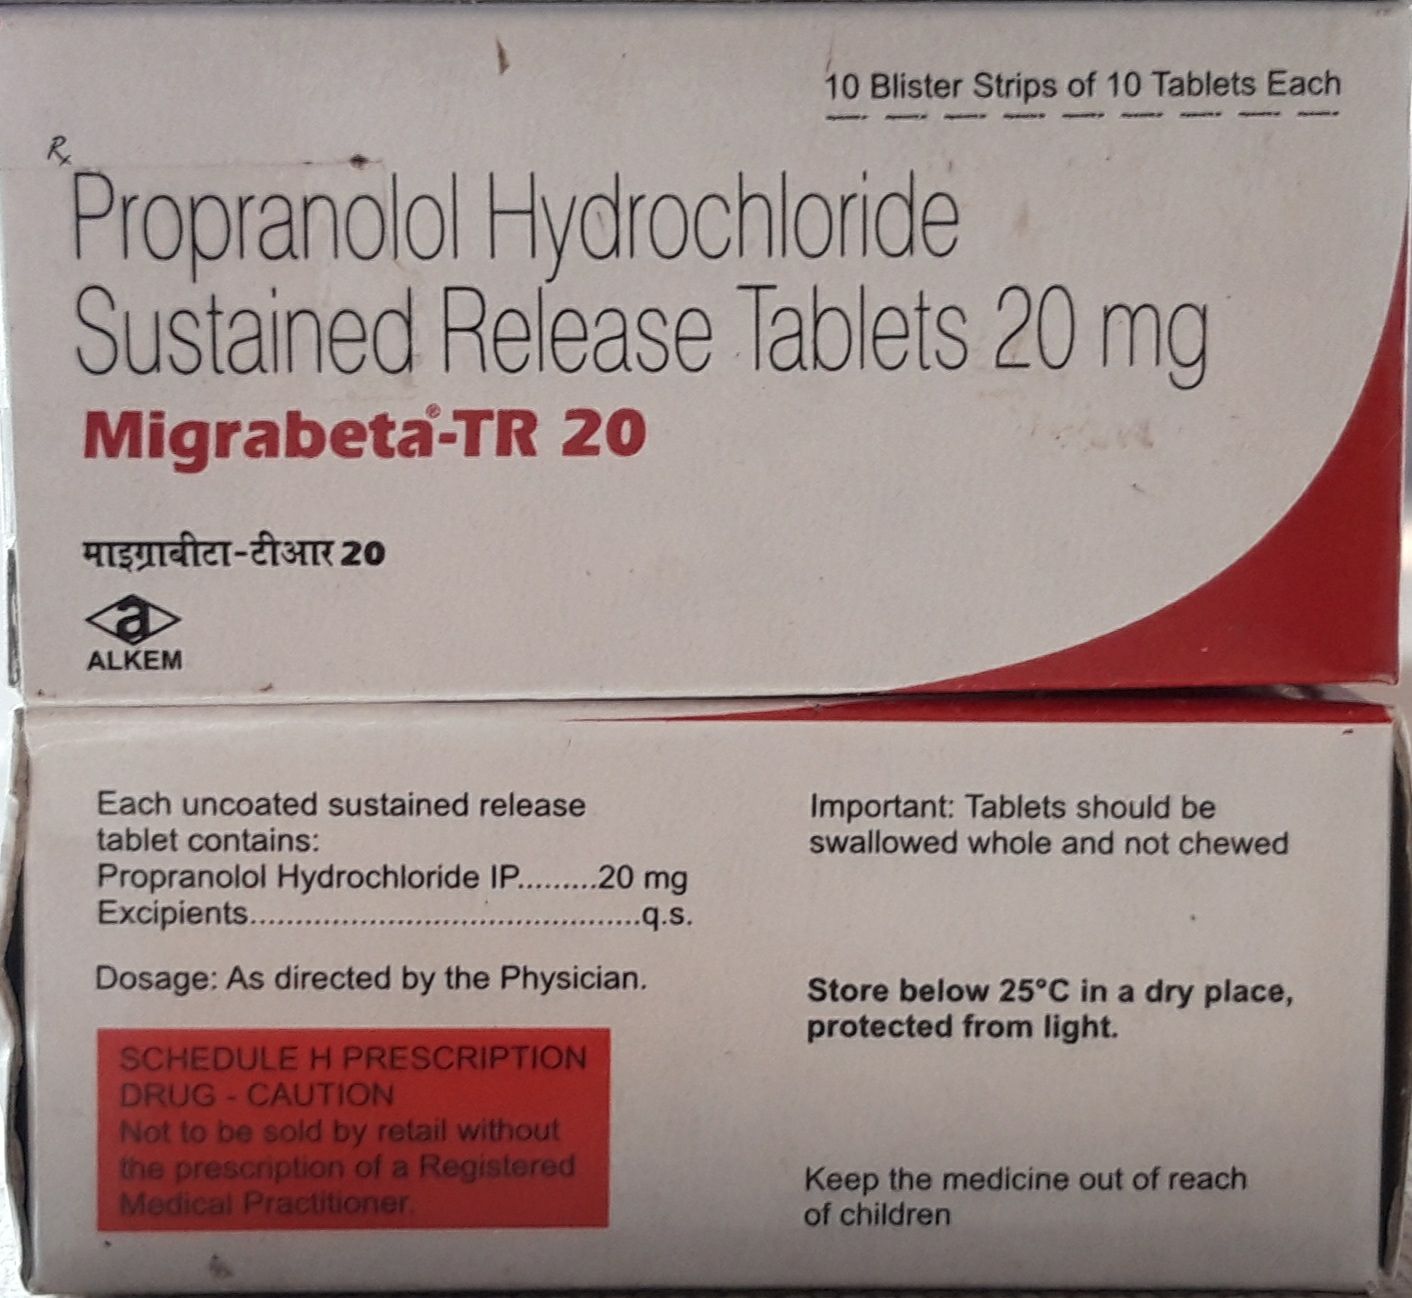 10 Blister Strips of 10 Tablets Each
Rx
Propranolol Hydrochloride
Sustained Release Tablets 20 mg
Migrabeta®-TR 20
माइग्राबीटा-टीआर 20
a
ALKEM
Each uncoated sustained release
tablet contains:
Propranolol Hydrochloride IP.........20 mg
Excipients...........................................q.s.
Dosage: As directed by the Physician.
SCHEDULE H PRESCRIPTION
DRUG - CAUTION
Not to be sold by retail without
the prescription of a Registered
Medical Practitioner.
Important: Tablets should be
swallowed whole and not chewed
Store below 25°C in a dry place,
protected from light.
Keep the medicine out of reach
of children